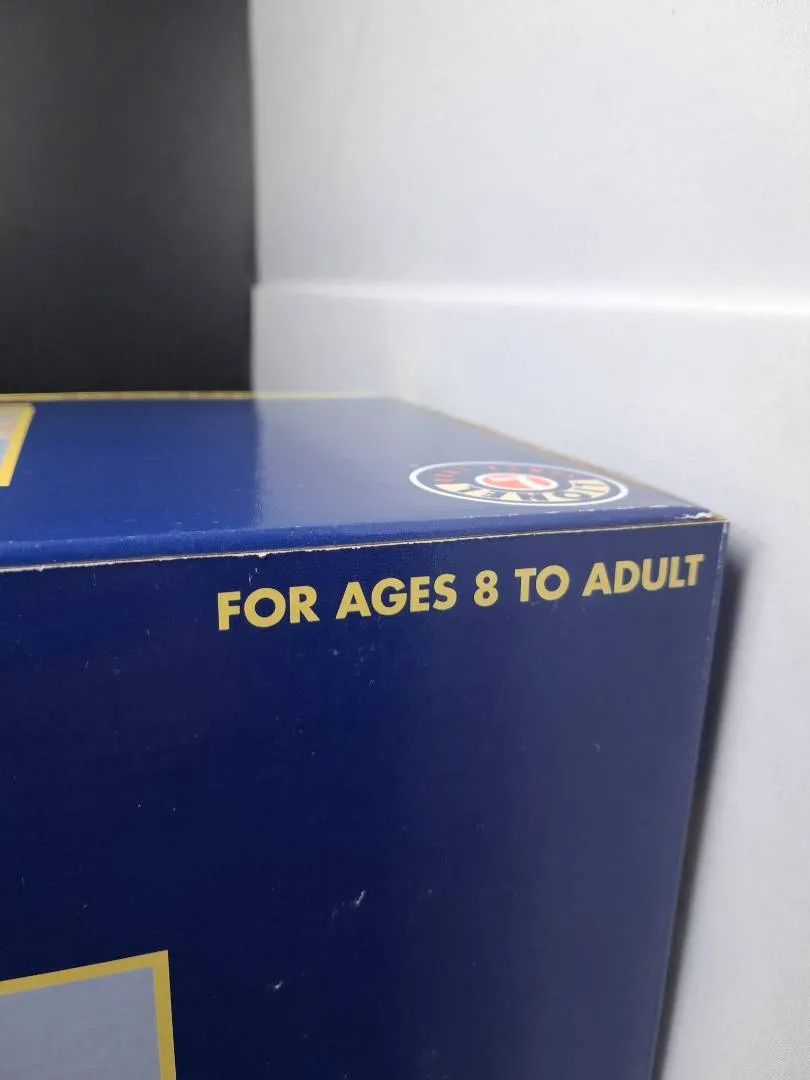 FOR AGES 8 TO ADULT